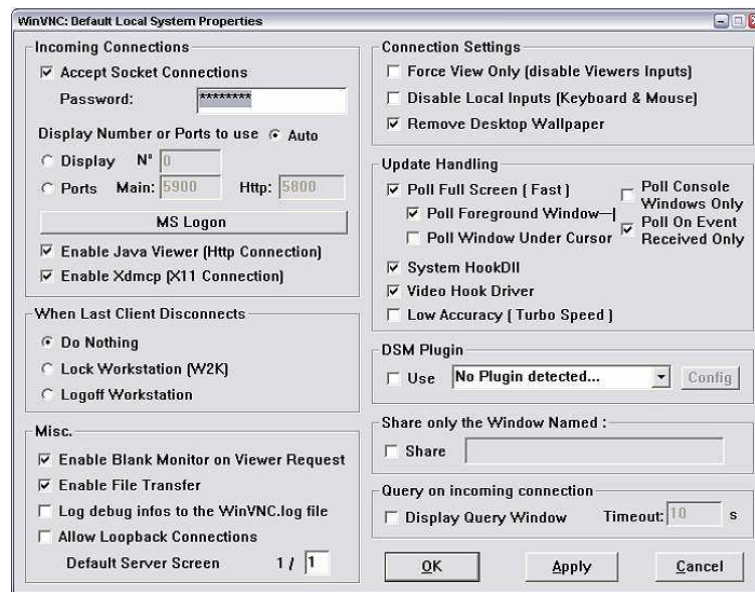 WinVNC: Default Local System Properties
Incoming Connections
Accept Socket Connections
Password: ********
Display Number or Ports to use Auto
Display N° 0
Ports Main: 5900 Http: 5800
MS Logon
Enable Java Viewer (Http Connection)
Enable Xdmcp (X11 Connection)
When Last Client Disconnects
Do Nothing
Lock Workstation (W2K)
Logoff Workstation
Misc.
Enable Blank Monitor on Viewer Request
Enable File Transfer
Log debug infos to the WinVNC.log file
Allow Loopback Connections
Default Server Screen 1 / 1
Connection Settings
Force View Only (disable Viewers Inputs)
Disable Local Inputs (Keyboard & Mouse)
Remove Desktop Wallpaper
Update Handling
Poll Full Screen ( Fast )
Poll Foreground Window
Poll Window Under Cursor
Poll Console
Windows Only
Poll On Event
Received Only
System HookDll
Video Hook Driver
Low Accuracy ( Turbo Speed )
DSM Plugin
Use No Plugin detected... Config
Share only the Window Named :
Share
Query on incoming connection
Display Query Window Timeout: 10 s
OK Apply Cancel